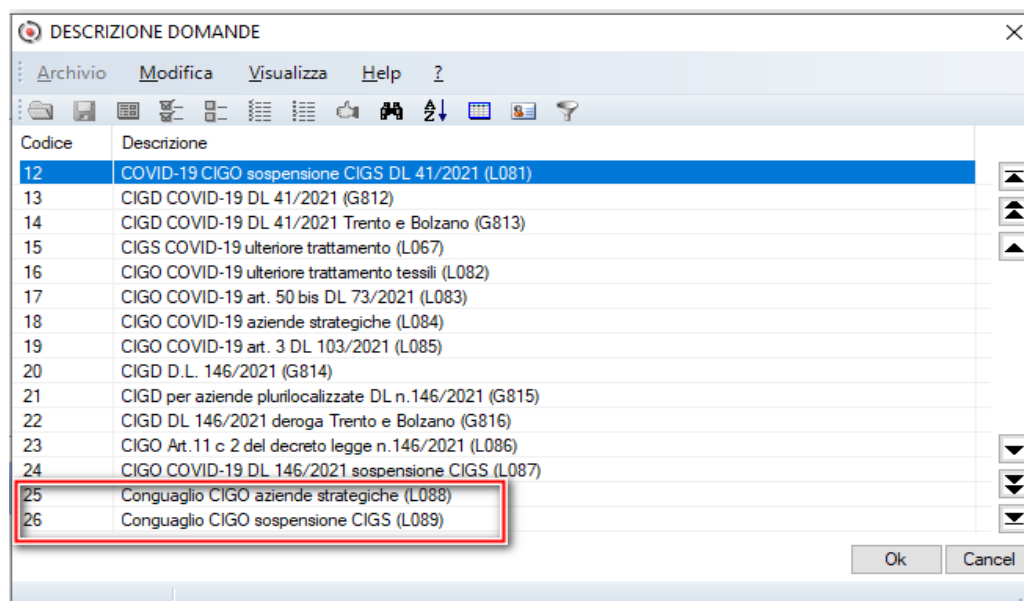 DESCRIZIONE DOMANDE
Archivio Modifica Visualizza Help ?
Codice Descrizione
12 COVID-19 CIGO sospensione CIGS DL 41/2021 (L081)
13 CIGD COVID-19 DL 41/2021 (G812)
14 CIGD COVID-19 DL 41/2021 Trento e Bolzano (G813)
15 CIGS COVID-19 ulteriore trattamento (L067)
16 CIGO COVID-19 ulteriore trattamento tessili (L082)
17 CIGO COVID-19 art. 50 bis DL 73/2021 (L083)
18 CIGO COVID-19 aziende strategiche (L084)
19 CIGO COVID-19 art. 3 DL 103/2021 (L085)
20 CIGD D.L. 146/2021 (G814)
21 CIGD per aziende plurilocalizzate DL n.146/2021 (G815)
22 CIGD DL 146/2021 deroga Trento e Bolzano (G816)
23 CIGO Art.11 c 2 del decreto legge n.146/2021 (L086)
24 CIGO COVID-19 DL 146/2021 sospensione CIGS (L087)
25 Conguaglio CIGO aziende strategiche (L088)
26 Conguaglio CIGO sospensione CIGS (L089)
Ok Cancel